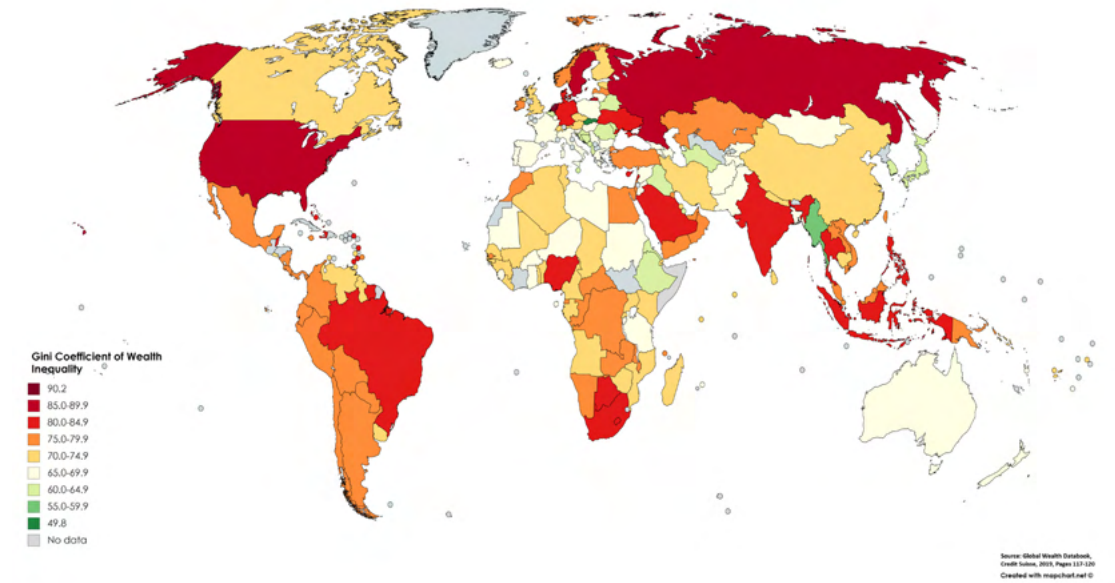 Gini Coefficient of Wealth
Inequality
90.2
85.0-89.9
80.0-84.9
75.0-79.9
70.0-74.9
65.0-69.9
60.0-64.9
55.0-59.9
49.8
No data
Source: Global Wealth Databook,
Credit Suisse, 2019, Pages 117-120
Created with mapchart.net ©